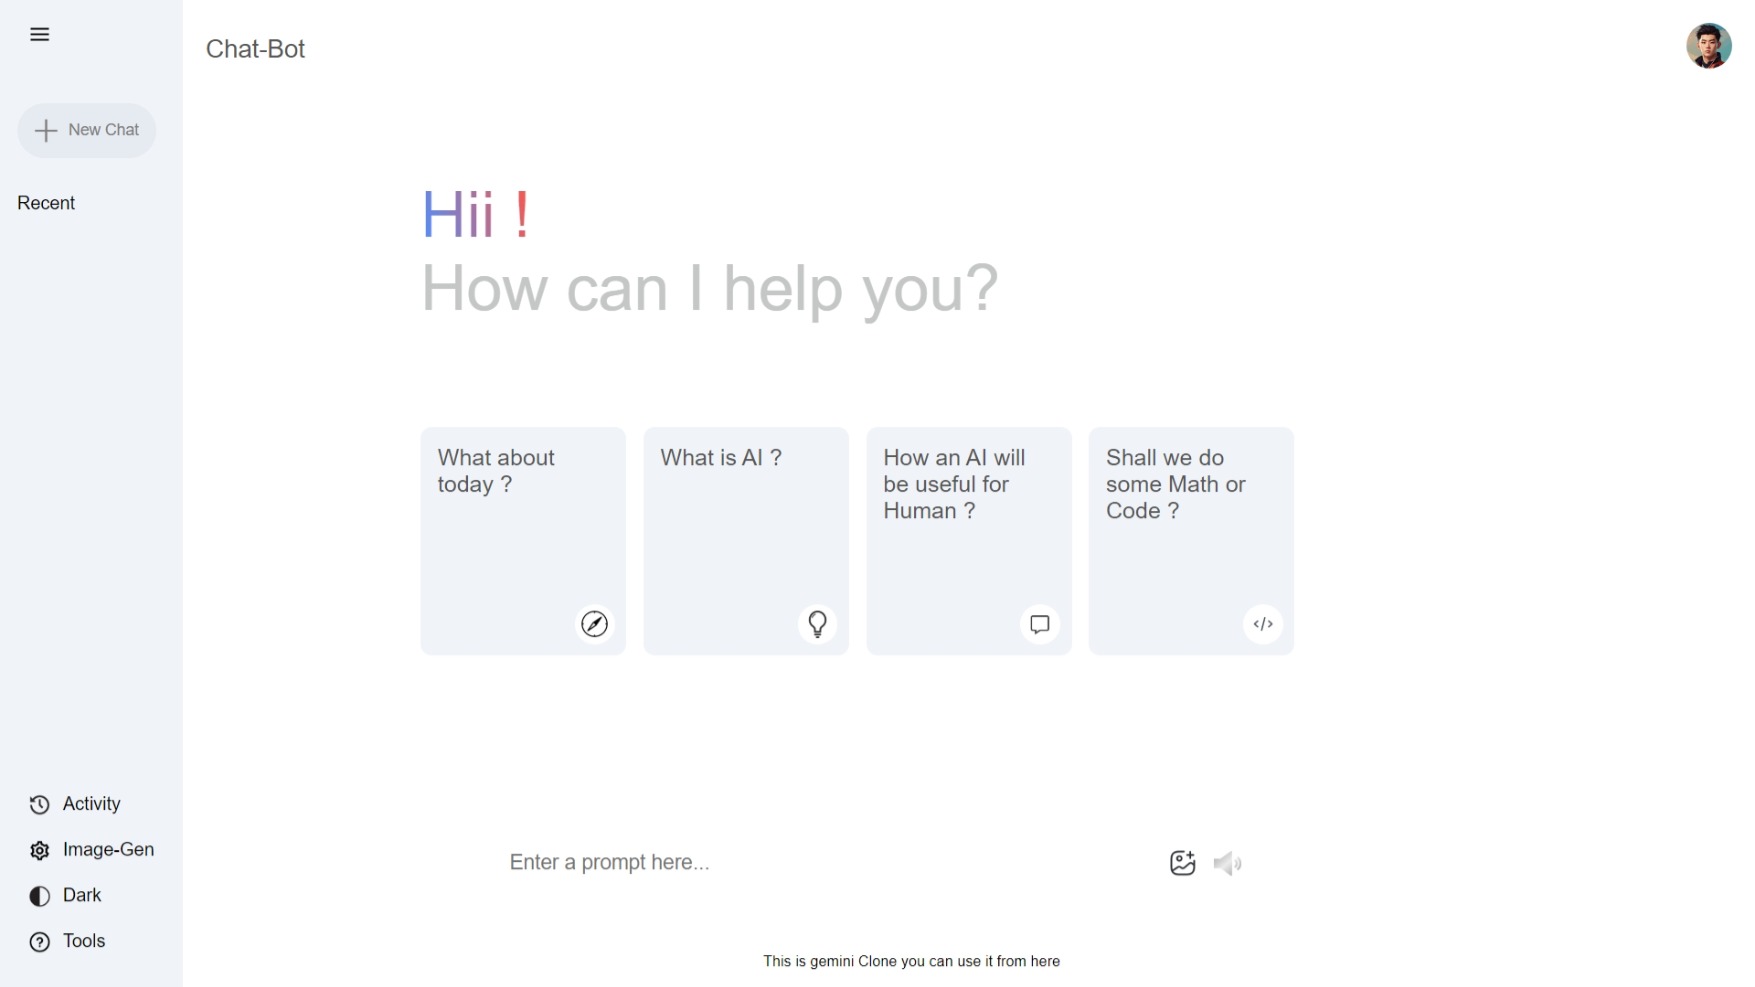 Chat-Bot
New Chat
Recent
Hii !
How can I help you?
What about
today ?
What is AI ?
How an AI will
be useful for
Human ?
Shall we do
some Math or
Code ?
Activity
Image-Gen
Dark
Tools
Enter a prompt here...
This is gemini Clone you can use it from here